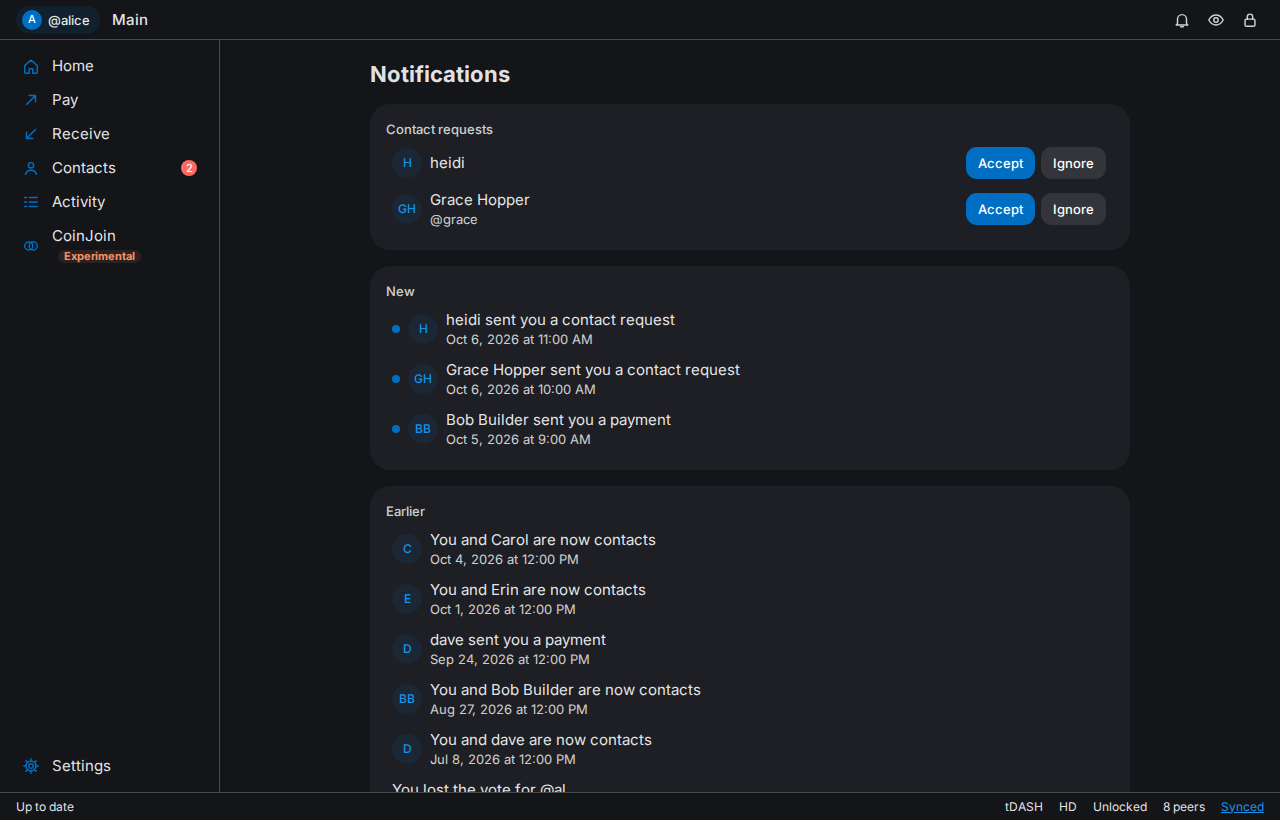 A @alice Main
Home
Pay
Receive
Contacts 2
Activity
CoinJoin
Experimental
Settings
Notifications
Contact requests
H heidi Accept Ignore
GH Grace Hopper
@grace Accept Ignore
New
H heidi sent you a contact request
Oct 6, 2026 at 11:00 AM
GH Grace Hopper sent you a contact request
Oct 6, 2026 at 10:00 AM
BB Bob Builder sent you a payment
Oct 5, 2026 at 9:00 AM
Earlier
C You and Carol are now contacts
Oct 4, 2026 at 12:00 PM
E You and Erin are now contacts
Oct 1, 2026 at 12:00 PM
D dave sent you a payment
Sep 24, 2026 at 12:00 PM
BB You and Bob Builder are now contacts
Aug 27, 2026 at 12:00 PM
D You and dave are now contacts
Jul 8, 2026 at 12:00 PM
You lost the vote for @al
Up to date tDASH HD Unlocked 8 peers Synced